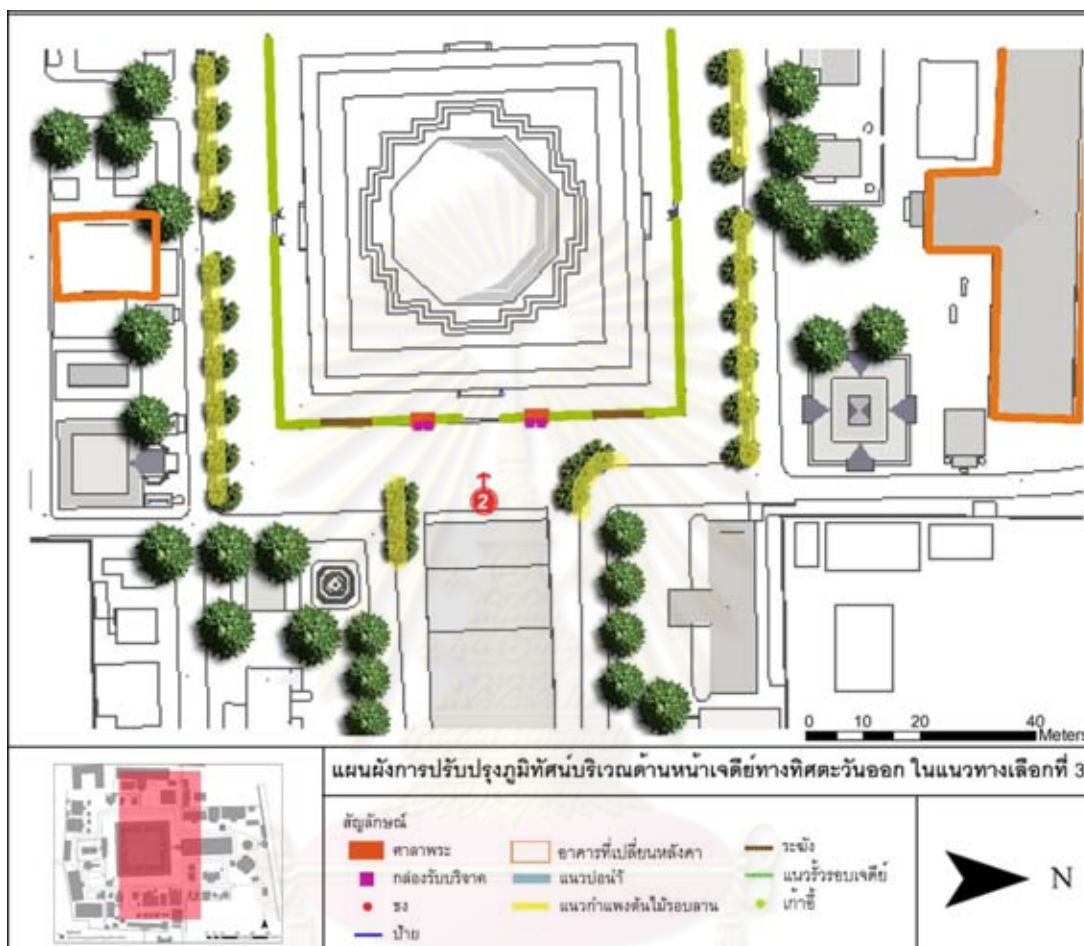 2
0 10 20 40
Meters
แผนผังการปรับปรุงภูมิทัศน์บริเวณด้านหน้าเจดีย์ทางทิศตะวันออก ในแนวทางเลือกที่ 3
สัญลักษณ์
ศาลาพระ
กล่องรับบริจาค
ธง
ป้าย
อาคารที่เปลี่ยนหลังคา
แนวบ่อน้ำ
แนวกำแพงต้นไม้รอบลาน
ระฆัง
แนวรั้วรอบเจดีย์
เก้าอี้
N